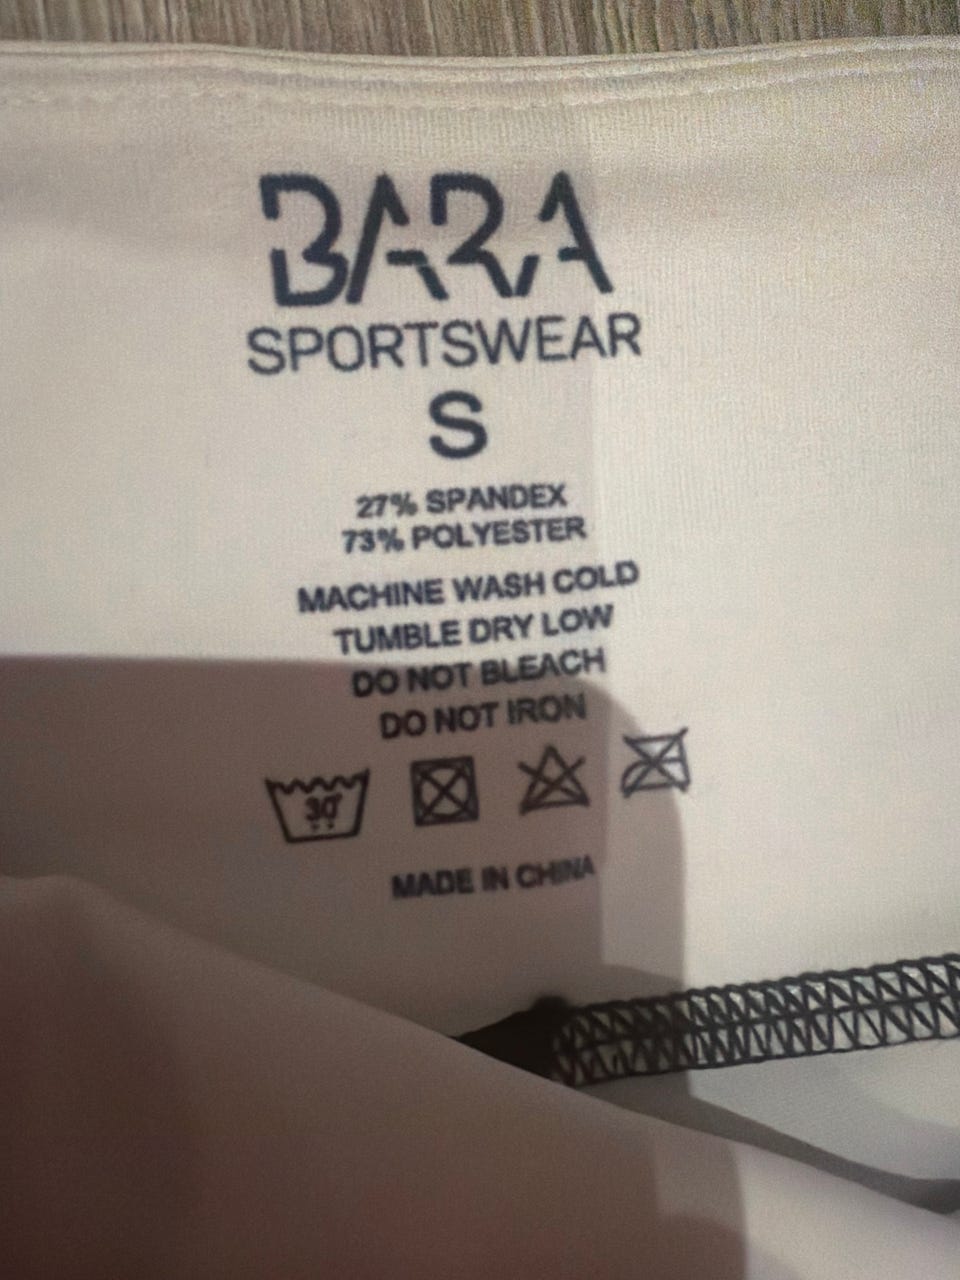 BARA
SPORTSWEAR
S
27% SPANDEX
73% POLYESTER
MACHINE WASH COLD
TUMBLE DRY LOW
DO NOT BLEACH
DO NOT IRON
30°
MADE IN CHINA